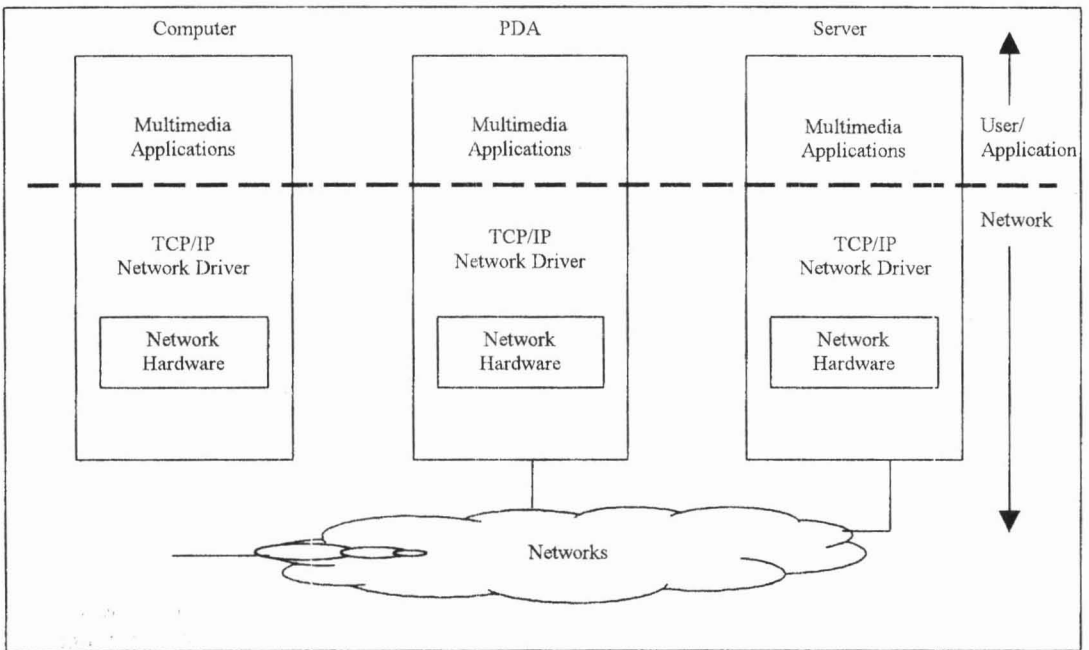 Computer
PDA
Server
Multimedia
Applications
Multimedia
Applications
Multimedia
Applications
User/
Application
Network
TCP/IP
Network Driver
TCP/IP
Network Driver
TCP/IP
Network Driver
Network
Hardware
Network
Hardware
Network
Hardware
Networks